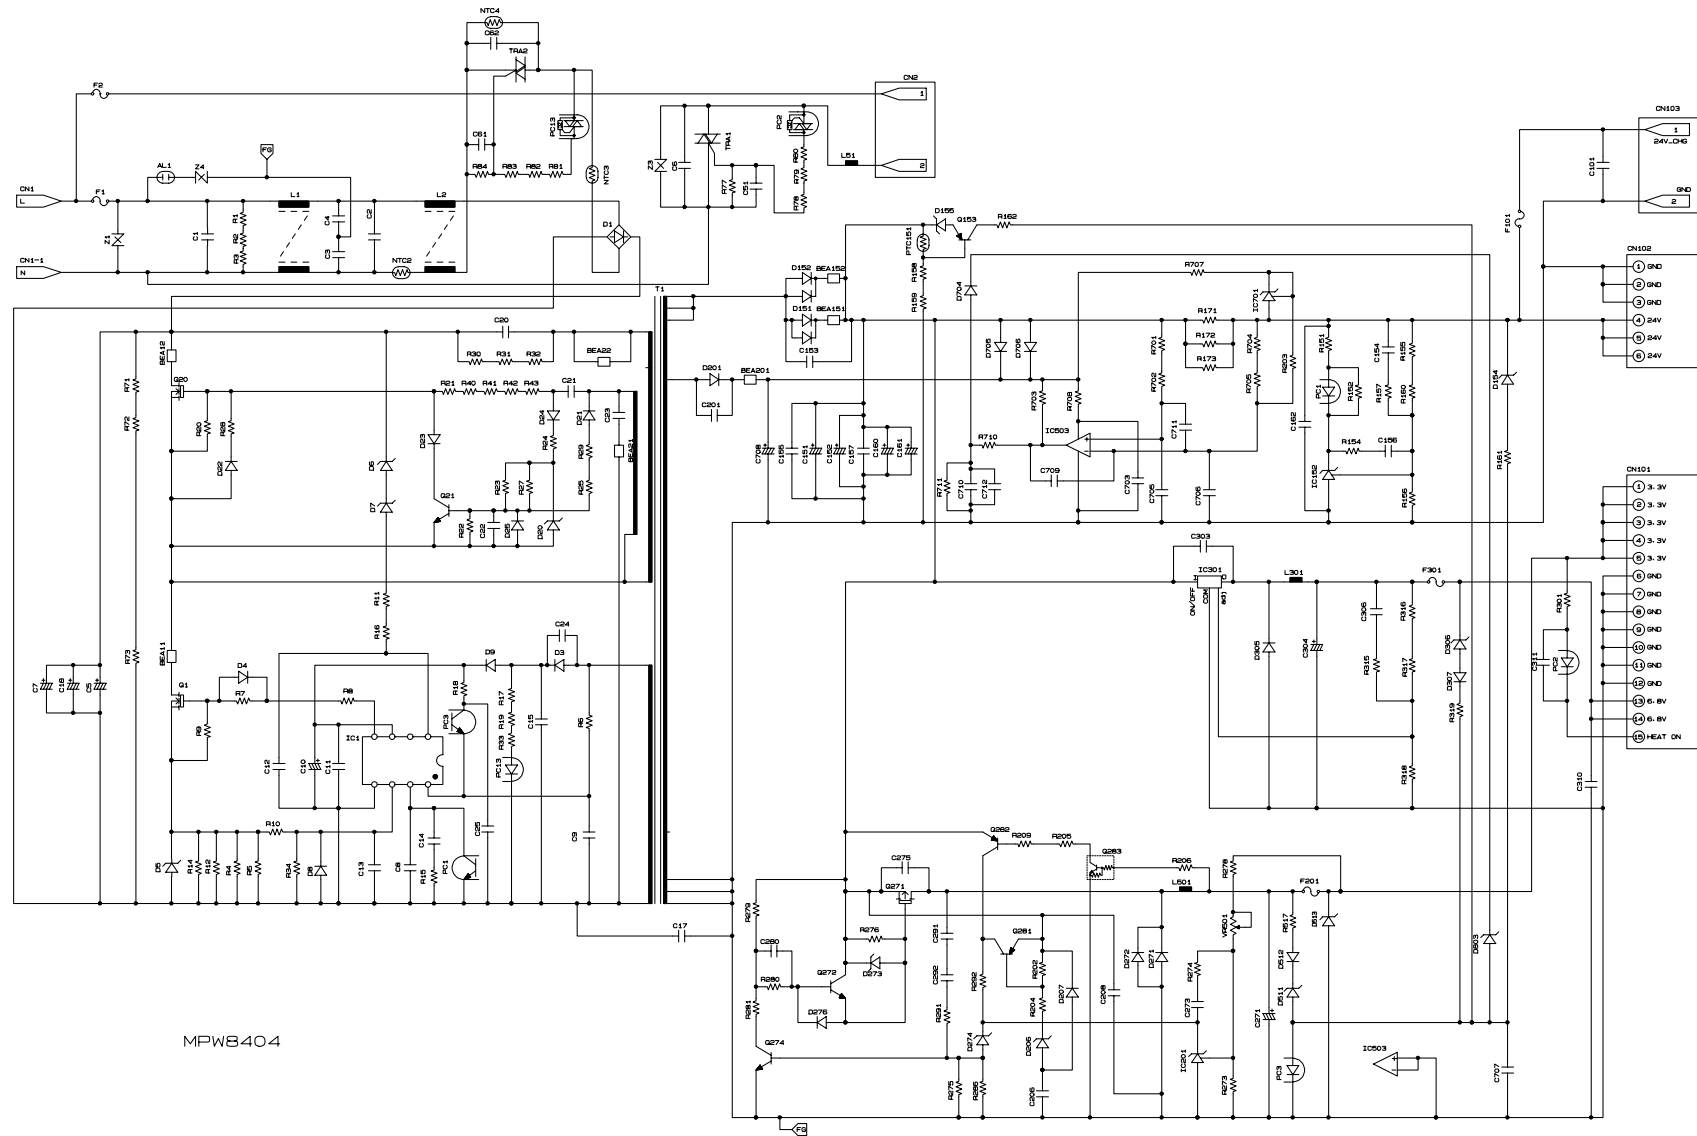 NTC4
C62
TRA2
F2
CN2
1
PC13
PC2
C61
TRA1
CN103
1
24V_CHG
FG
AL1
Z4
R84
R83
R82
R81
NTC3
Z3
C6
R77
C51
R80
R79
R78
L51
2
C101
GND
2
CN1
L
F1
L1
L2
R1
R2
R3
C4
C3
C2
C1
Z1
D1
D155
Q153
R162
PTC151
F101
CN1-1
N
NTC2
CN102
D152
BEA152
R158
R159
D704
R707
IC701
1 GND
2 GND
3 GND
4 24V
5 24V
6 24V
T1
D151
BEA151
C153
R171
R172
R173
C20
R30
R31
R32
BEA22
BEA12
D705
D706
R701
R702
R704
R705
R203
R151
C154
R155
D201
BEA201
C201
R71
R72
Q20
R21
R40
R41
R42
R43
C21
R703
R708
PC1
R152
R157
R160
D154
R20
R28
D22
D23
D24
R24
D21
R29
C23
BEA21
C708
C155
C151
C152
C157
C160
C161
R710
IC503
C711
C162
R154
C156
R161
D6
D7
Q21
R23
R27
R25
R22
C22
D25
D20
R711
C710
C712
C709
C703
C705
C706
IC152
R156
CN101
1 3.3V
2 3.3V
3 3.3V
4 3.3V
5 3.3V
6 GND
7 GND
8 GND
9 GND
10 GND
11 GND
12 GND
13 6.8V
14 6.8V
15 HEAT ON
C303
IC301
I
O
ON/OFF
COM
adj
L301
F301
R11
R16
R73
C24
R301
C306
R316
R315
R317
D305
C304
D306
D307
R319
C311
PC2
BEA11
D4
R7
R8
D9
D3
Q1
R9
C7
C18
C5
R18
R17
R19
R33
C15
R6
PC3
IC1
PC13
C12
C10
C11
R318
C310
R10
C14
C25
C9
D5
R14
R12
R4
R5
R34
D8
C13
C8
R15
PC1
Q282
R209
R205
Q283
R206
R278
C275
Q271
L501
F201
R279
C17
R276
C291
Q281
VR501
R517
D513
C280
D273
C292
R292
R202
D207
C208
D272
D271
R274
D512
D903
R280
Q272
R281
D276
R291
R204
C273
D511
C271
MPW8404
Q274
D274
D206
IC201
PC3
IC503
C707
R275
R286
C206
R273
FG